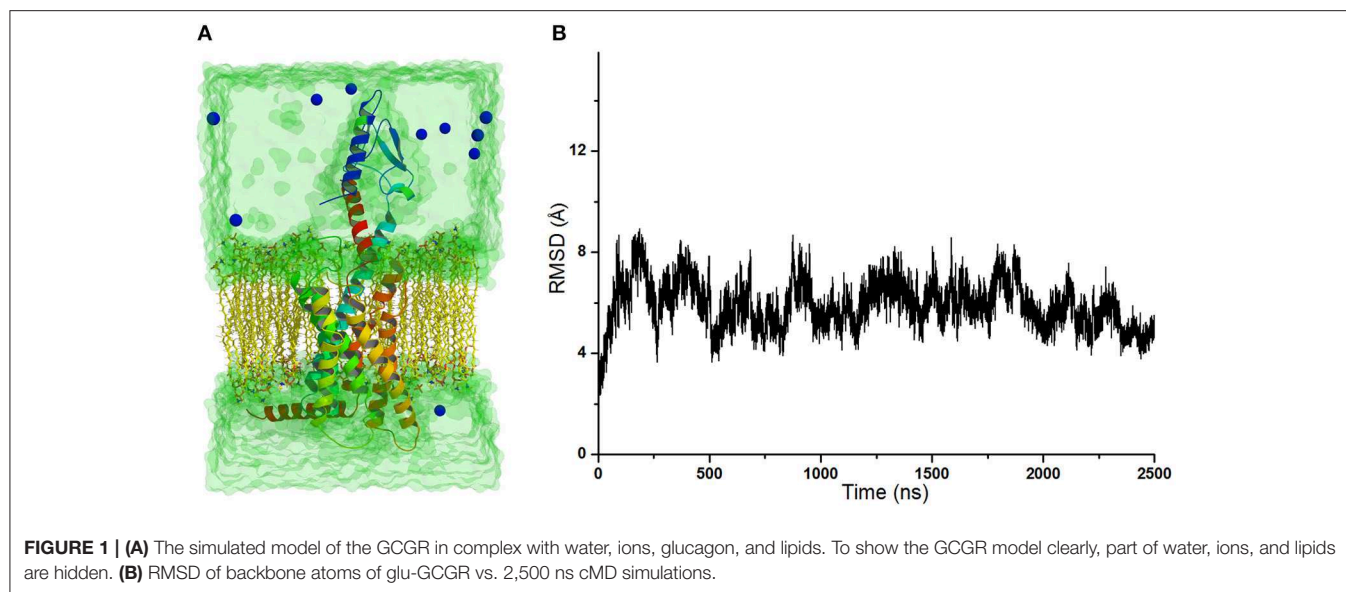 A
B
RMSD (Å)
12
8
4
0
0 500 1000 1500 2000 2500
Time (ns)
FIGURE 1 | (A) The simulated model of the GCGR in complex with water, ions, glucagon, and lipids. To show the GCGR model clearly, part of water, ions, and lipids
are hidden. (B) RMSD of backbone atoms of glu-GCGR vs. 2,500 ns cMD simulations.